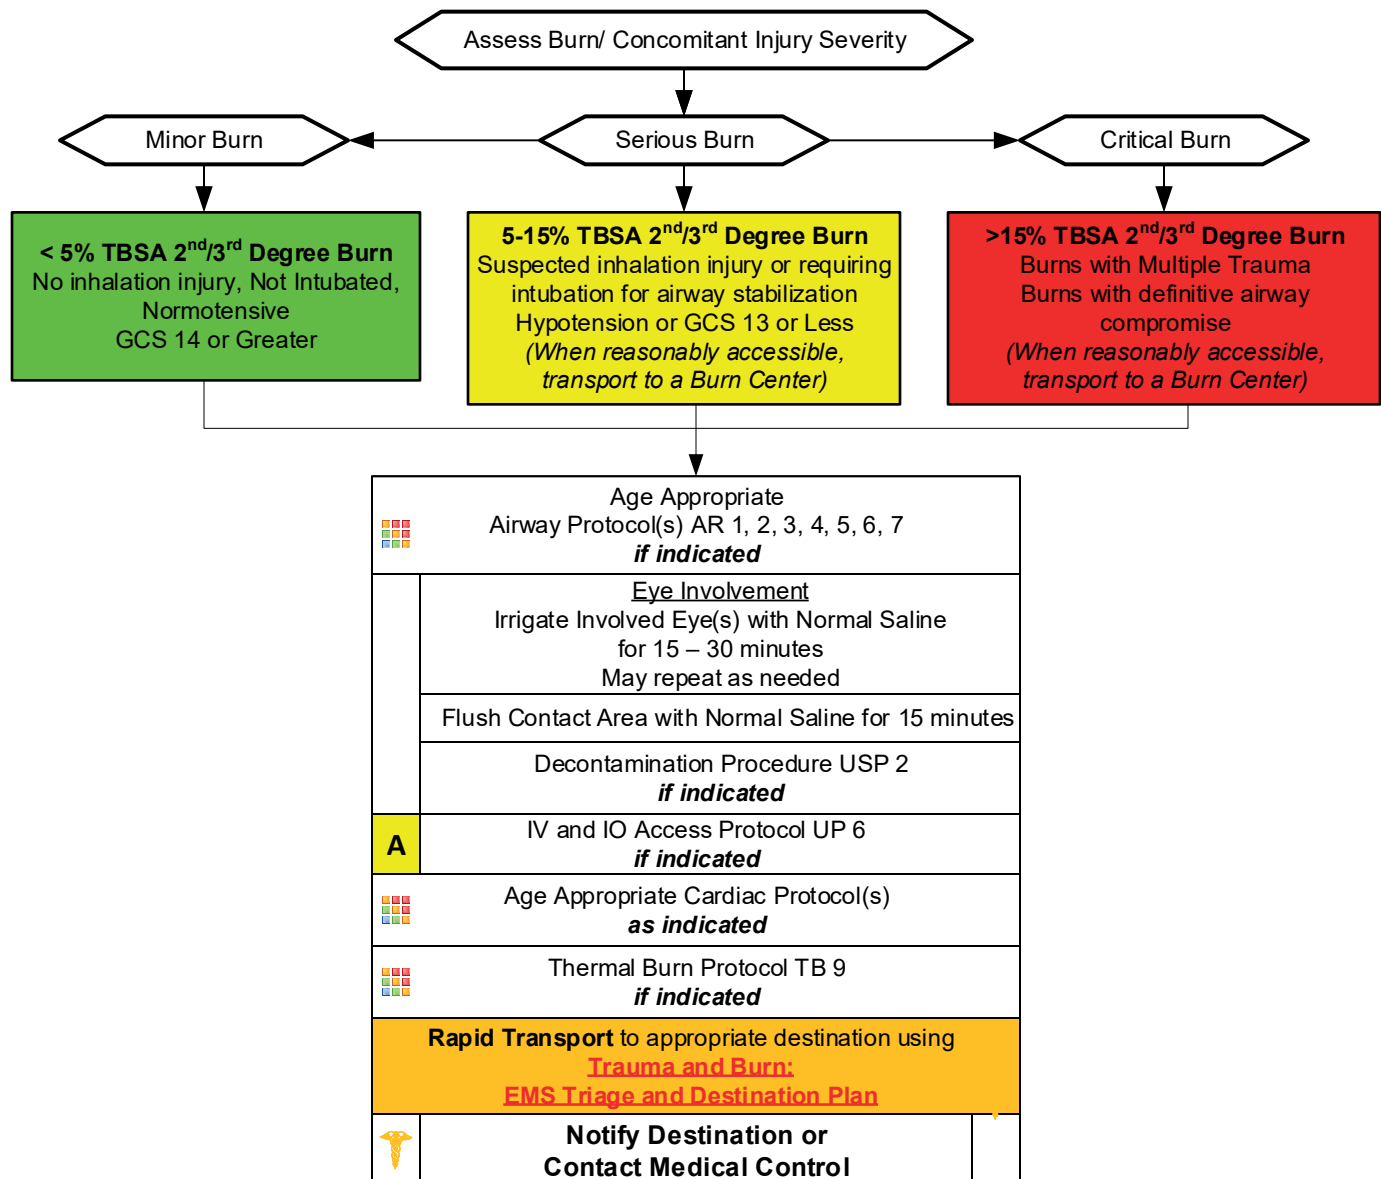 Assess Burn/ Concomitant Injury Severity
Minor Burn
Serious Burn
Critical Burn
< 5% TBSA 2nd/3rd Degree Burn
No inhalation injury, Not Intubated,
Normotensive
GCS 14 or Greater
5-15% TBSA 2nd/3rd Degree Burn
Suspected inhalation injury or requiring
intubation for airway stabilization
Hypotension or GCS 13 or Less
(When reasonably accessible,
transport to a Burn Center)
>15% TBSA 2nd/3rd Degree Burn
Burns with Multiple Trauma
Burns with definitive airway
compromise
(When reasonably accessible,
transport to a Burn Center)
Age Appropriate
Airway Protocol(s) AR 1, 2, 3, 4, 5, 6, 7
if indicated
Eye Involvement
Irrigate Involved Eye(s) with Normal Saline
for 15 – 30 minutes
May repeat as needed
Flush Contact Area with Normal Saline for 15 minutes
Decontamination Procedure USP 2
if indicated
A
IV and IO Access Protocol UP 6
if indicated
Age Appropriate Cardiac Protocol(s)
as indicated
Thermal Burn Protocol TB 9
if indicated
Rapid Transport to appropriate destination using
Trauma and Burn:
EMS Triage and Destination Plan
Notify Destination or
Contact Medical Control